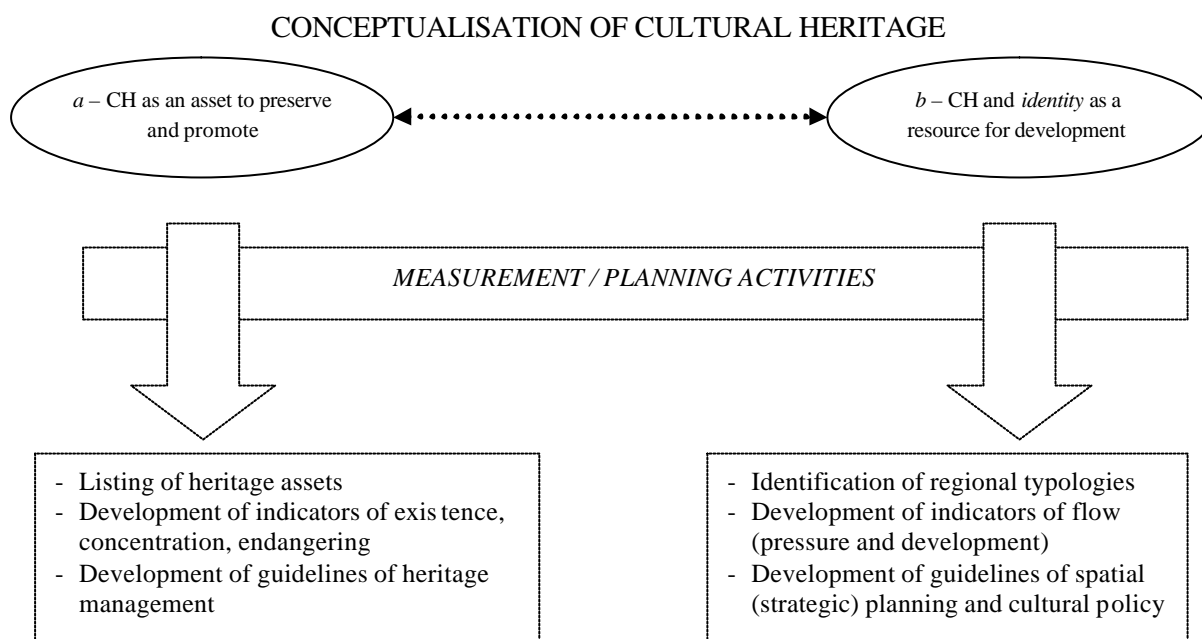 CONCEPTUALISATION OF CULTURAL HERITAGE
a – CH as an asset to preserve
and promote
b – CH and identity as a
resource for development
MEASUREMENT / PLANNING ACTIVITIES
- Listing of heritage assets
- Development of indicators of exis tence,
concentration, endangering
- Development of guidelines of heritage
management
- Identification of regional typologies
- Development of indicators of flow
(pressure and development)
- Development of guidelines of spatial
(strategic) planning and cultural policy